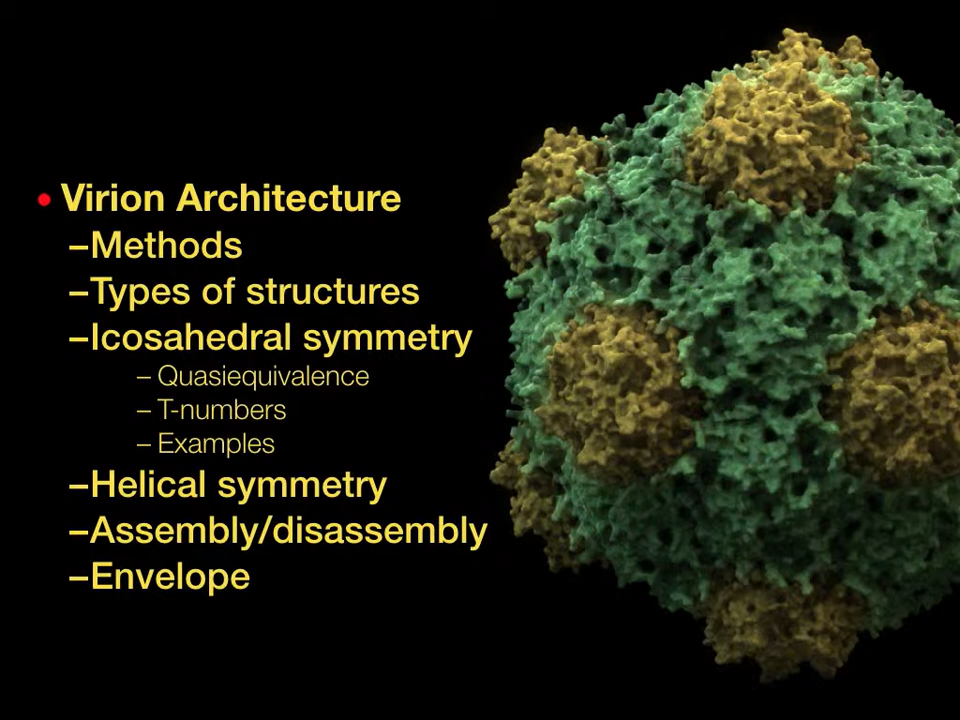 • Virion Architecture
–Methods
–Types of structures
–Icosahedral symmetry
– Quasiequivalence
– T-numbers
– Examples
–Helical symmetry
–Assembly/disassembly
–Envelope